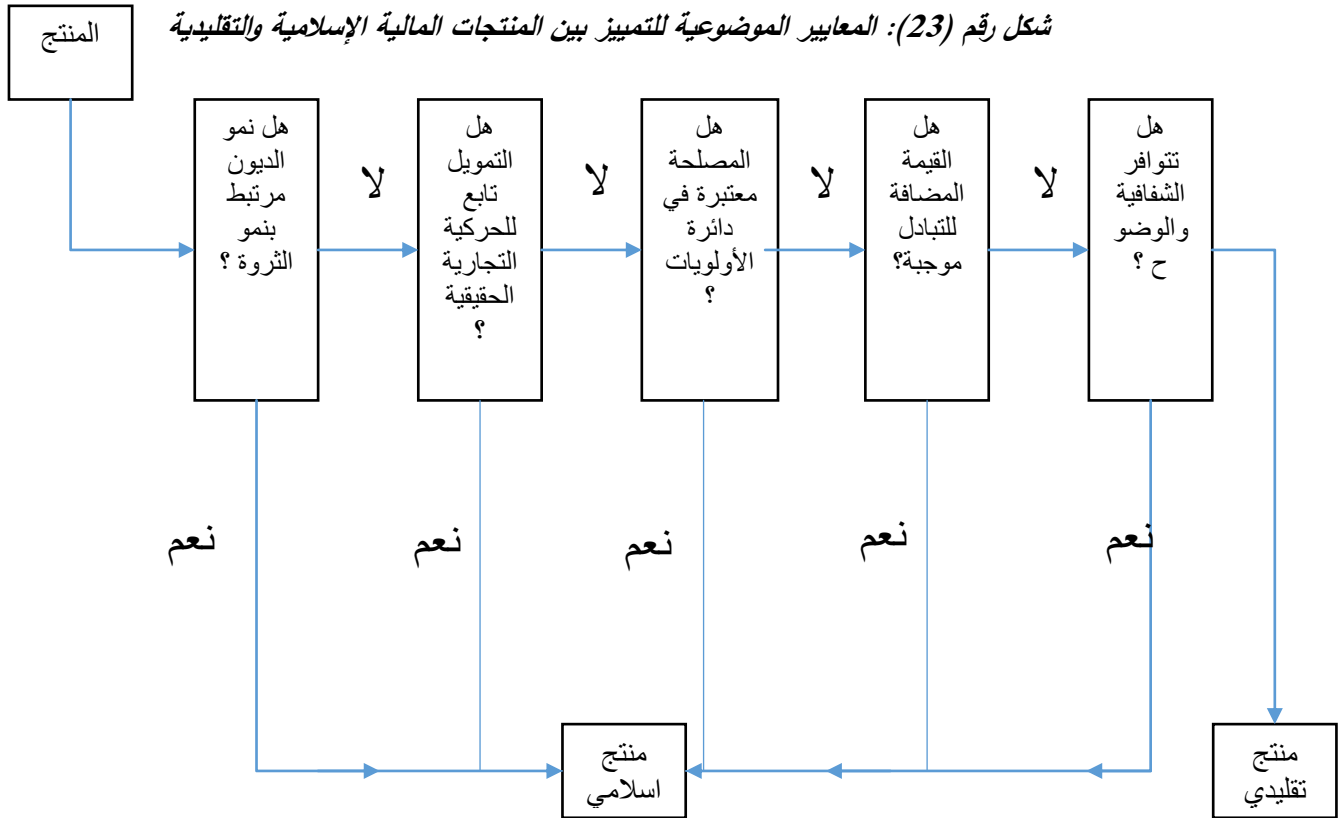 شكل رقم (23): المعايير الموضوعية للتمييز بين المنتجات المالية الإسلامية والتقليدية
المنتج
هل نمو
الديون
مرتبط
بنمو
الثروة ؟
لا
هل
التمويل
تابع
للحركية
التجارية
الحقيقية
؟
لا
هل
المصلحة
معتبرة في
دائرة
الأولويات
؟
لا
هل
القيمة
المضافة
للتبادل
موجبة؟
لا
هل
تتوافر
الشفافية
والوضو
ح ؟
نعم
نعم
نعم
نعم
نعم
منتج
اسلامي
منتج
تقليدي